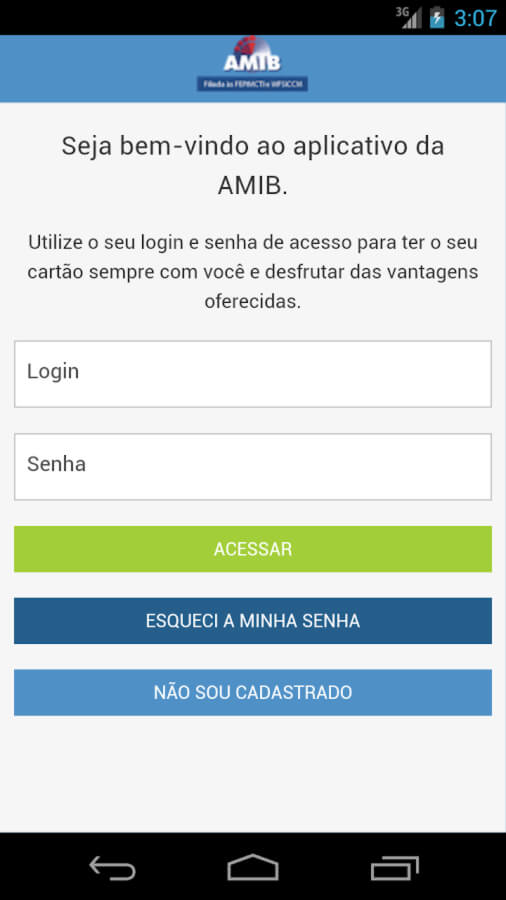 3G
3:07
AMIB
Filiada às FEPIMCTI e WFSICCM
Seja bem-vindo ao aplicativo da
AMIB.
Utilize o seu login e senha de acesso para ter o seu
cartão sempre com você e desfrutar das vantagens
oferecidas.
Login
Senha
ACESSAR
ESQUECI A MINHA SENHA
NÃO SOU CADASTRADO